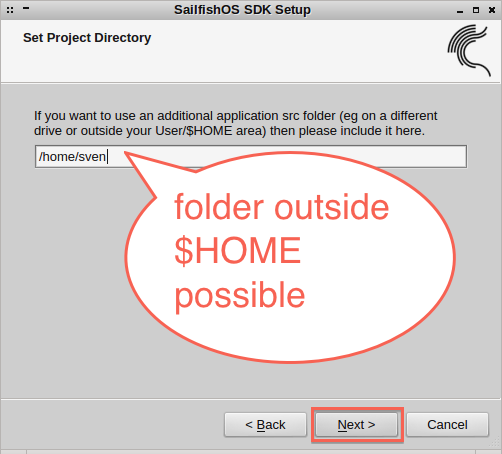 SailfishOS SDK Setup
Set Project Directory
If you want to use an additional application src folder (eg on a different
drive or outside your User/$HOME area) then please include it here.
/home/sven
folder outside
$HOME
possible
< Back
Next >
Cancel